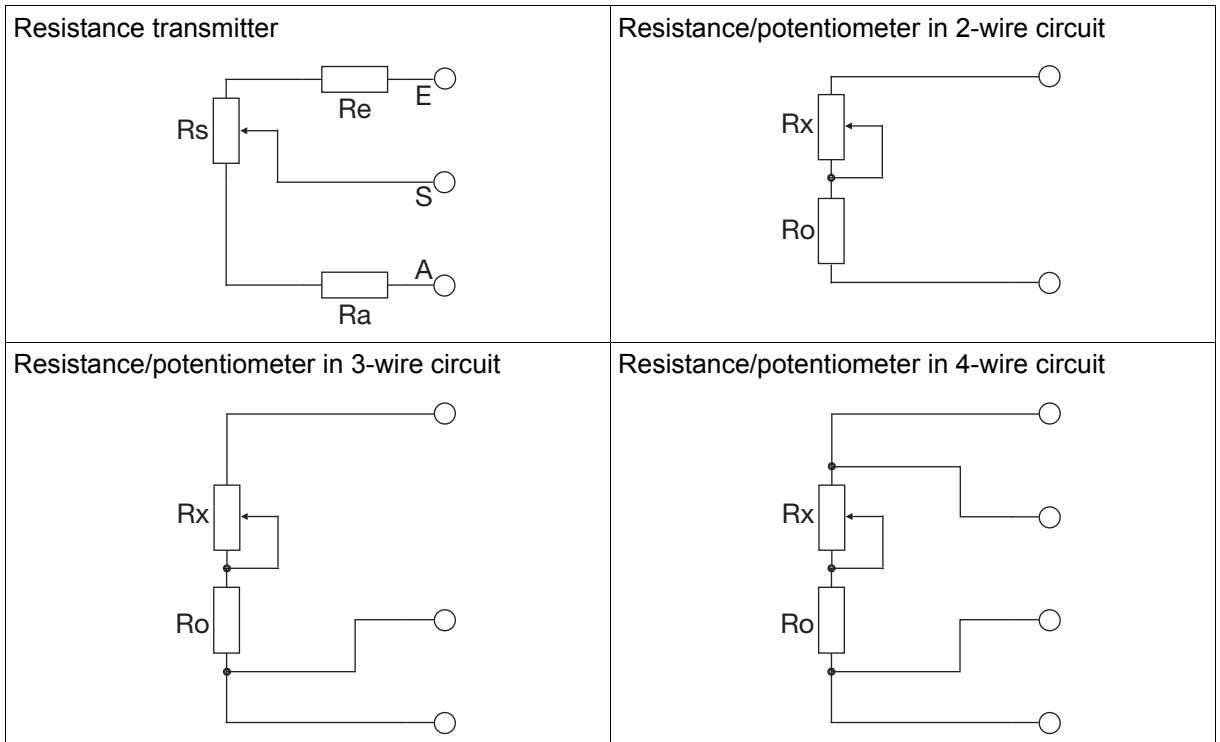 Resistance transmitter
Re
E
Rs
S
A
Ra
Resistance/potentiometer in 2-wire circuit
Rx
Ro
Resistance/potentiometer in 3-wire circuit
Rx
Ro
Resistance/potentiometer in 4-wire circuit
Rx
Ro